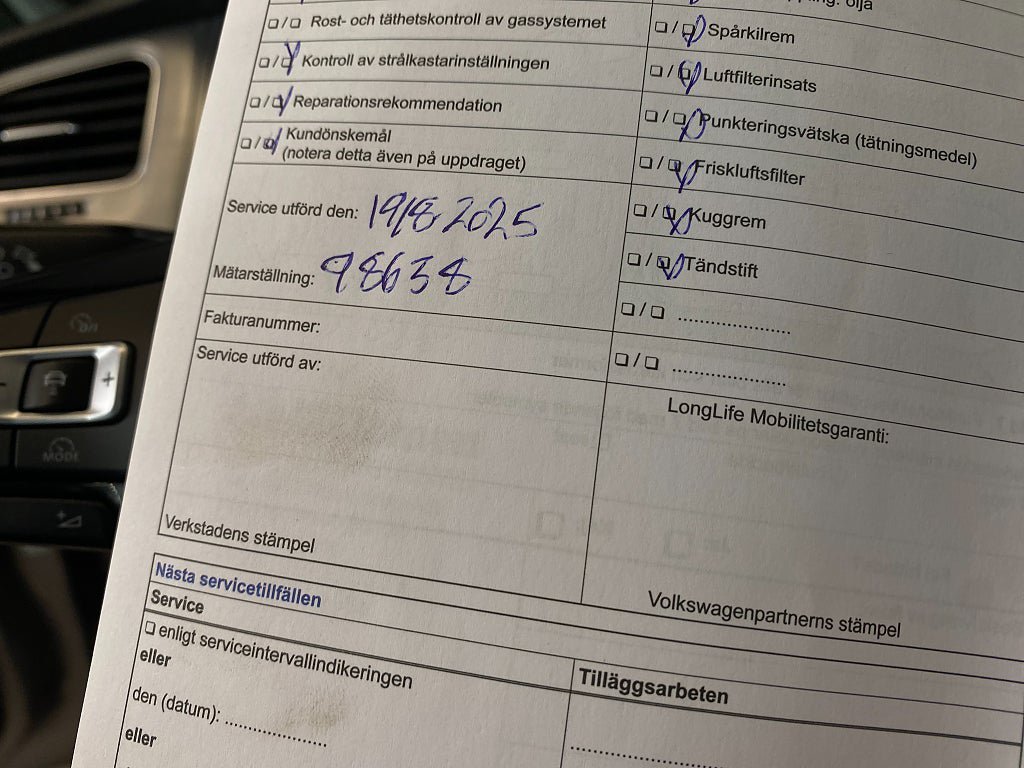 ☐ / ☐ Rost- och täthetskontroll av gassystemet
☐ / ☑ Kontroll av strålkastarinställningen
☐ / ☑ Reparationsrekommendation
☐ / ☑ Kundönskemål
(notera detta även på uppdraget)
Service utförd den: 19/8 2025
Mätarställning: 98638
Fakturanummer:
Service utförd av:
Verkstadens stämpel
olja
☐ / ☑ Spårkilrem
☐ / ☑ Luftfilterinsats
☐ / ☑ Punkteringsvätska (tätningsmedel)
☐ / ☑ Friskluftsfilter
☐ / ☑ Kuggrem
☐ / ☑ Tändstift
☐ / ☐ ......................
☐ / ☐ ......................
LongLife Mobilitetsgaranti:
Volkswagenpartnerns stämpel
Nästa servicetillfällen
Service
☐ enligt serviceintervallindikeringen
eller
den (datum): ....................
eller
Tilläggsarbeten
MODE